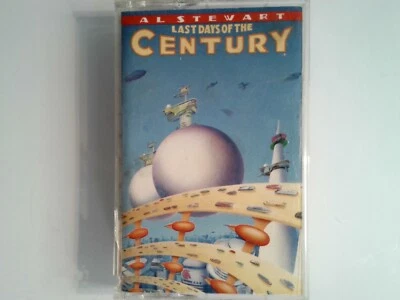 AL STEWART
LAST DAYS OF THE
CENTURY